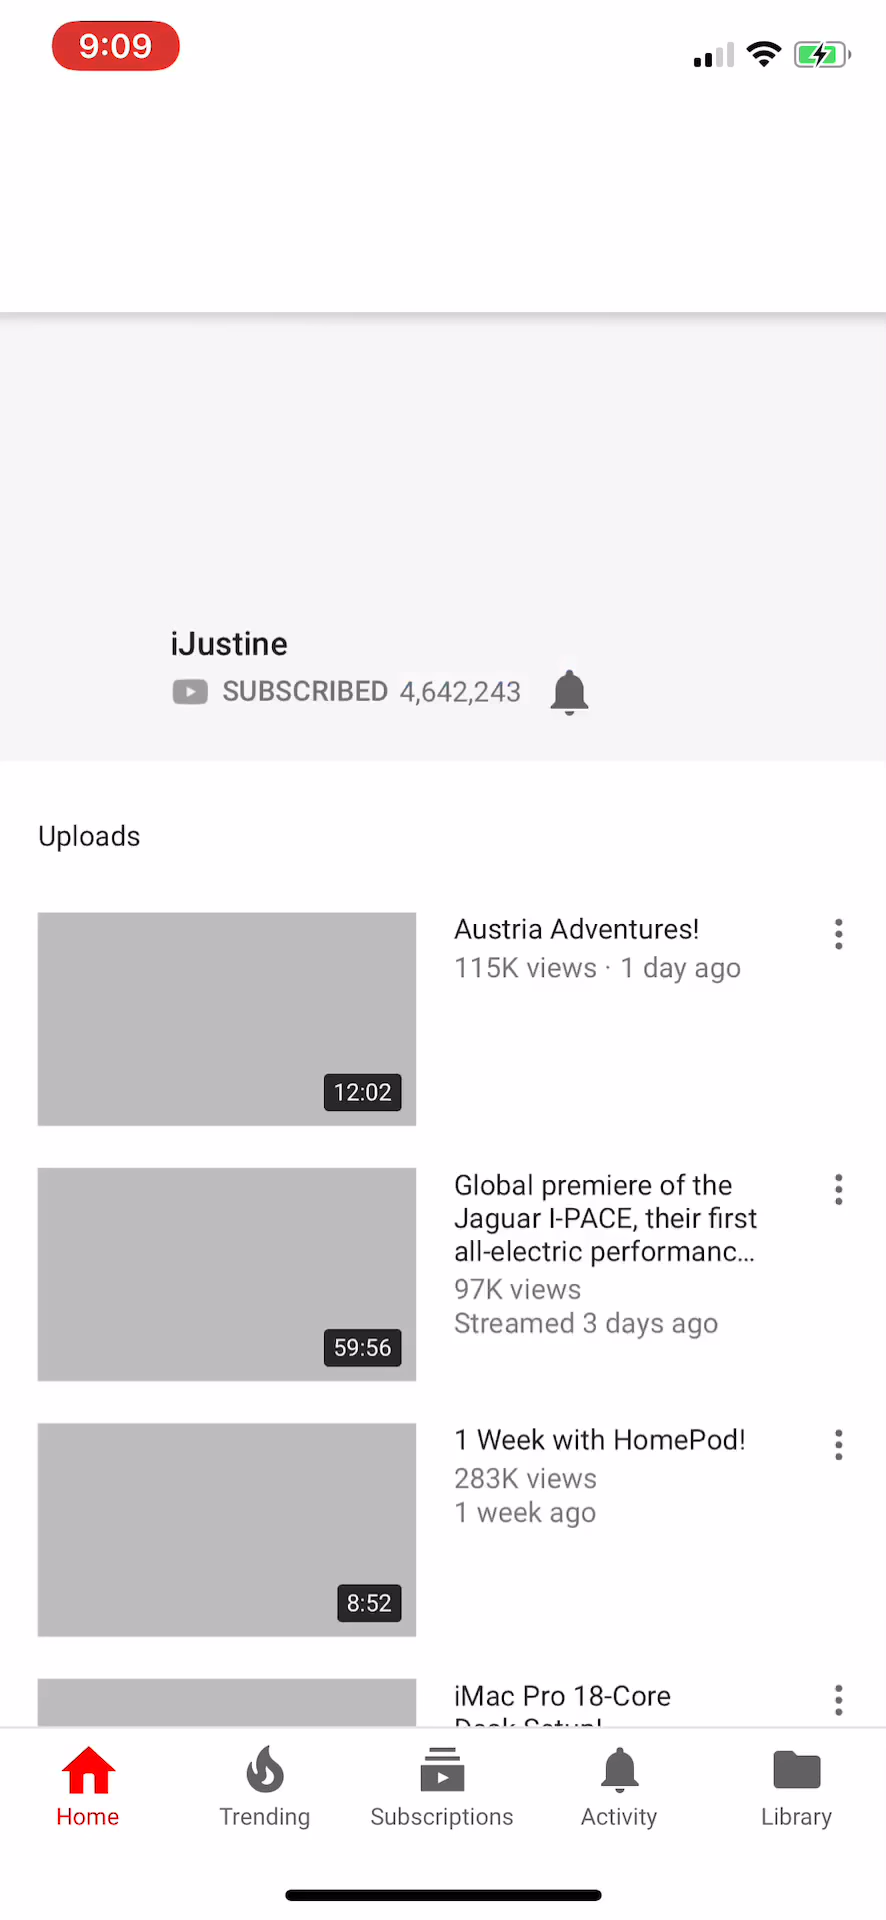 9:09
iJustine
SUBSCRIBED 4,642,243
Uploads
Austria Adventures!
115K views · 1 day ago
12:02
Global premiere of the
Jaguar I-PACE, their first
all-electric performanc...
97K views
Streamed 3 days ago
59:56
1 Week with HomePod!
283K views
1 week ago
8:52
iMac Pro 18-Core
Desk Setup!
Home
Trending
Subscriptions
Activity
Library